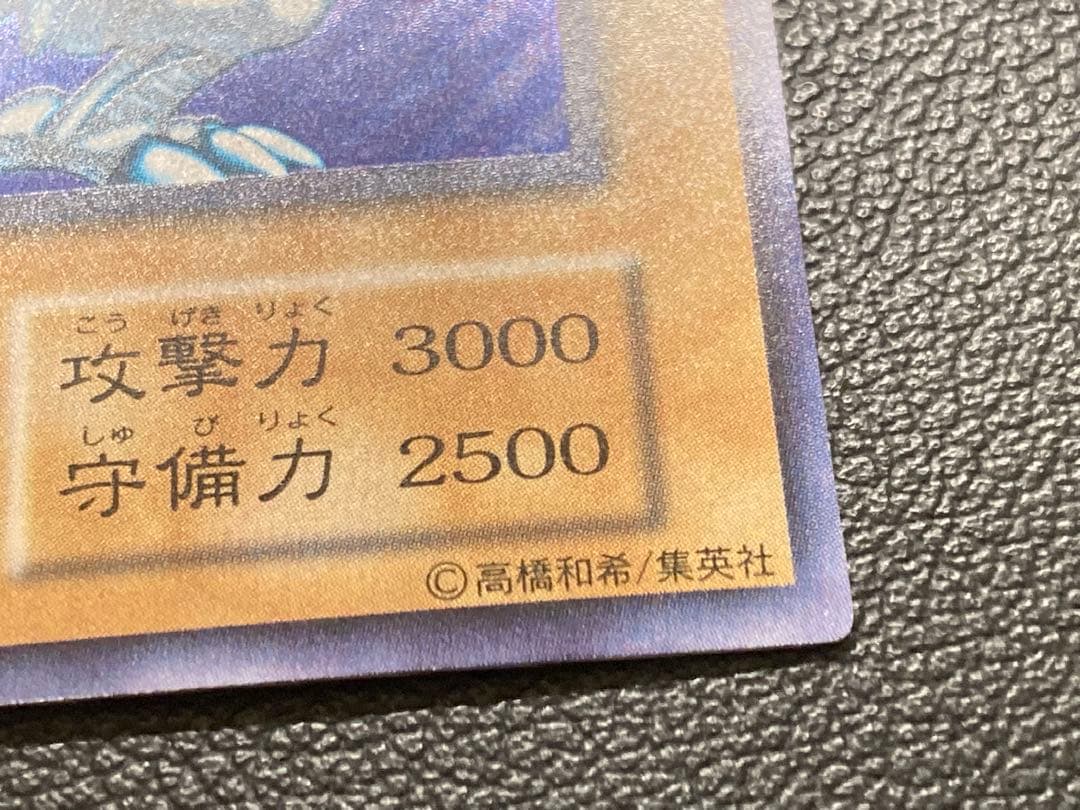 こう げき りょく
攻撃力 3000
しゅ び りょく
守備力 2500
©高橋和希/集英社